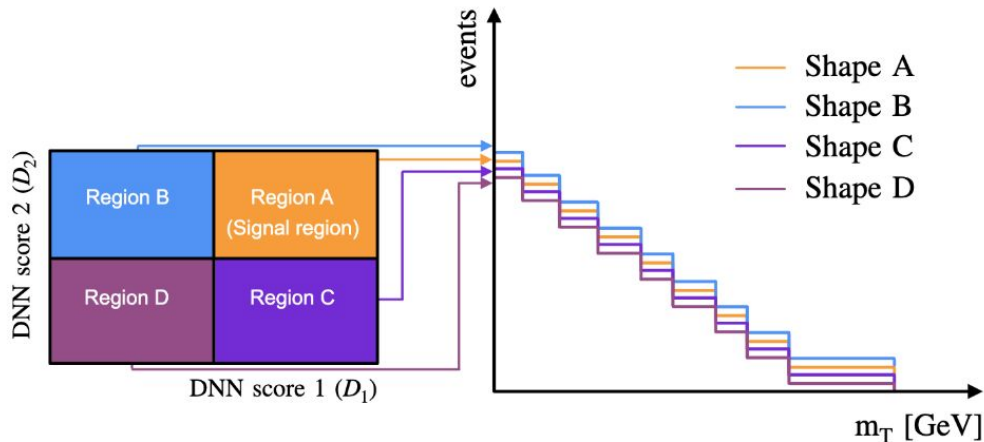 events
Shape A
Shape B
Shape C
Shape D
DNN score 2 (D₂)
Region B
Region A
(Signal region)
Region D
Region C
DNN score 1 (D₁)
m_T [GeV]